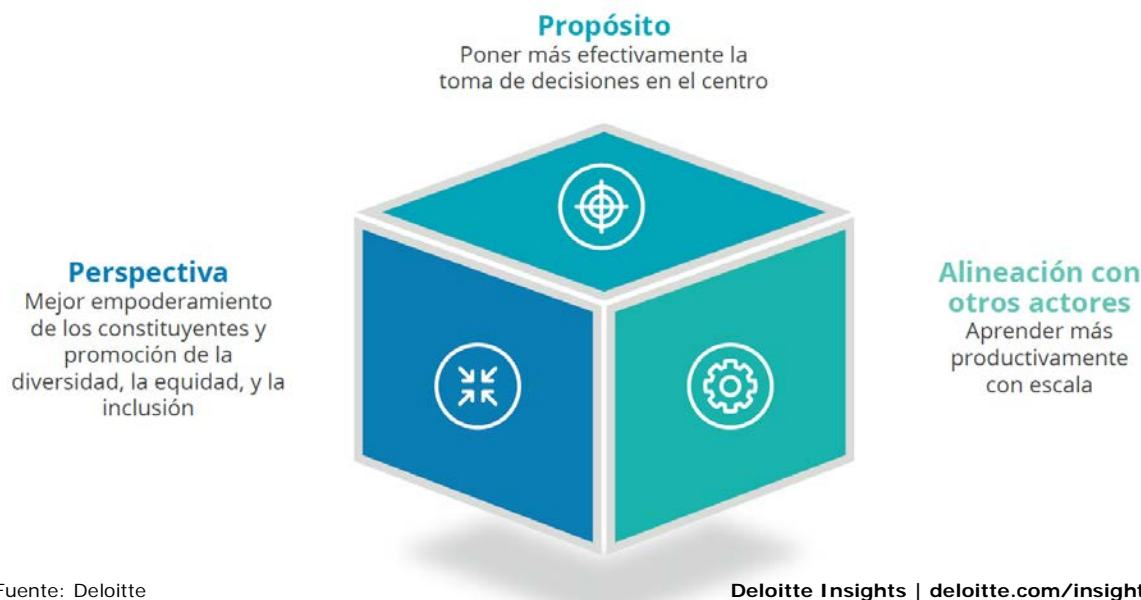 Propósito
Poner más efectivamente la
toma de decisiones en el centro
Perspectiva
Mejor empoderamiento
de los constituyentes y
promoción de la
diversidad, la equidad, y la
inclusión
Alineación con
otros actores
Aprender más
productivamente
con escala
Fuente: Deloitte
Deloitte Insights | deloitte.com/insight